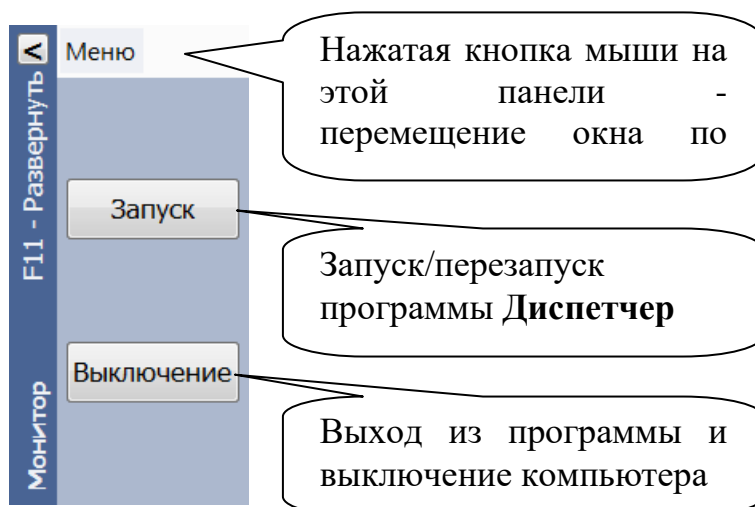 Монитор F11 - Развернуть <
Меню
Запуск
Выключение
Нажатая кнопка мыши на
этой панели -
перемещение окна по
Запуск/перезапуск
программы Диспетчер
Выход из программы и
выключение компьютера